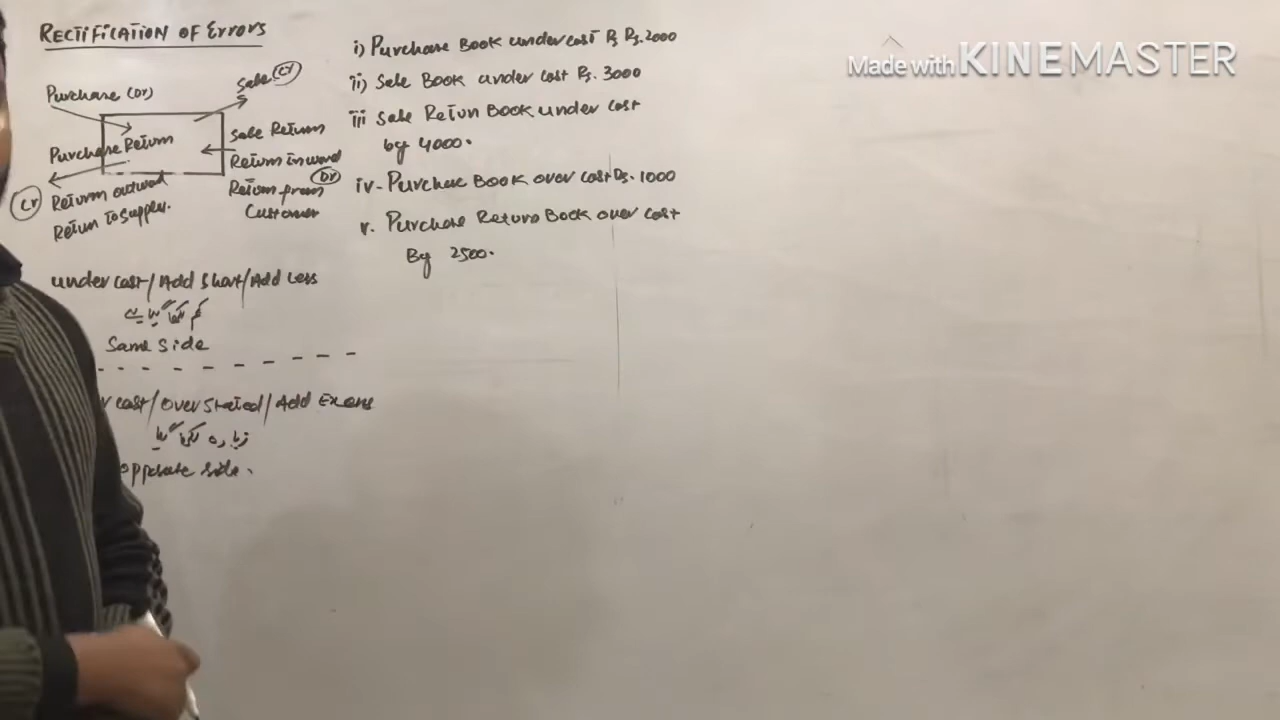 RECTIFICATION OF ErrorS
Purchase (Dr)
Sale (Cr)
Purchase Return
(Cr) Return outward
Return To Supplier.
Sale Return
Return Inward
(Dr)
Return from
Customer
under cast/Add Short/Add Less
کم لکھا گیا ہے
Same Side
r cast/Over Stated/Add Excess
زیادہ لکھا گیا
opposite side.
i) Purchase Book undercast Rs.2000
ii) Sale Book under cast Rs. 3000
iii Sale Return Book under cast
by 4000.
iv- Purchase Book over cast Rs. 1000
v. Purchase Return Book over cast
By 2500.
Made with KINEMASTER